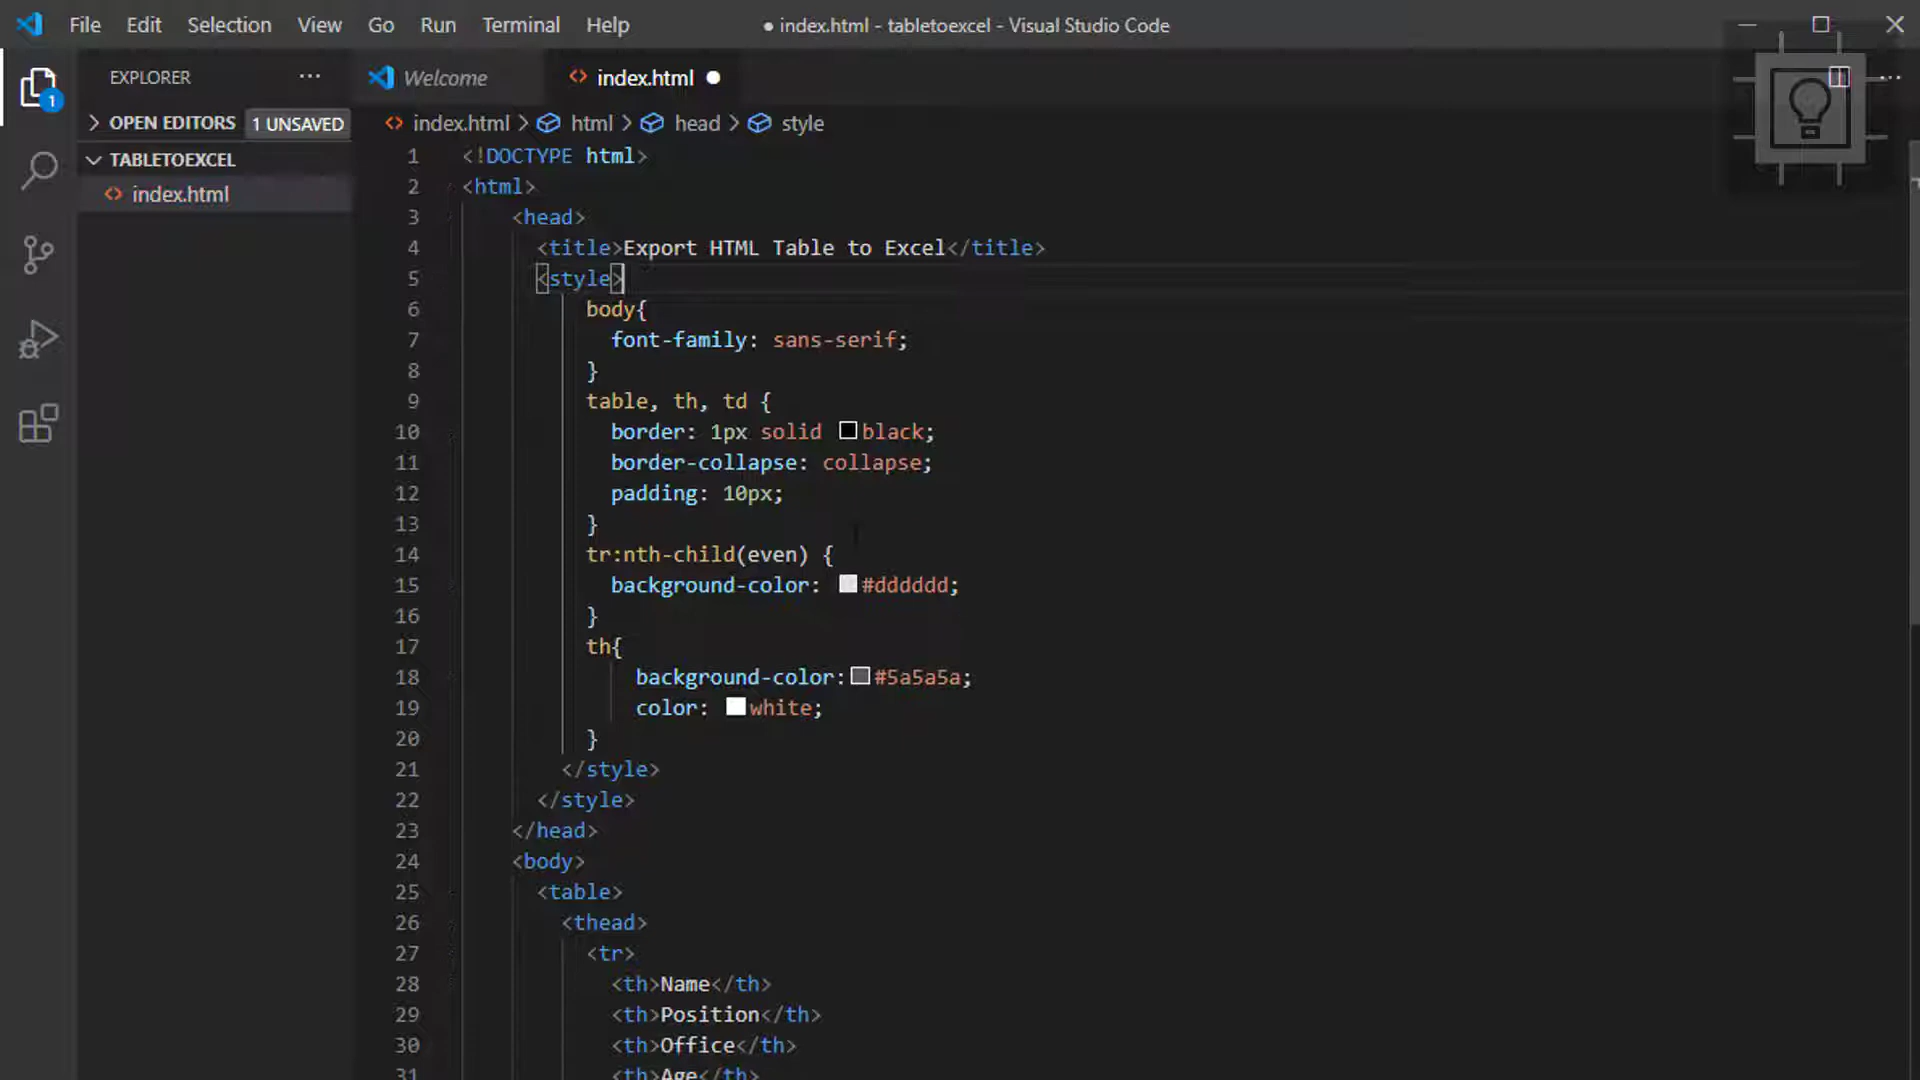 File Edit Selection View Go Run Terminal Help ● index.html - tabletoexcel - Visual Studio Code
EXPLORER ··· Welcome <> index.html ●
1 OPEN EDITORS 1 UNSAVED <> index.html > html > head > style
TABLETOEXCEL
<> index.html
1 <!DOCTYPE html>
2 <html>
3 <head>
4 <title>Export HTML Table to Excel</title>
5 <style>
6 body{
7 font-family: sans-serif;
8 }
9 table, th, td {
10 border: 1px solid black;
11 border-collapse: collapse;
12 padding: 10px;
13 }
14 tr:nth-child(even) {
15 background-color: #dddddd;
16 }
17 th{
18 background-color:#5a5a5a;
19 color: white;
20 }
21 </style>
22 </style>
23 </head>
24 <body>
25 <table>
26 <thead>
27 <tr>
28 <th>Name</th>
29 <th>Position</th>
30 <th>Office</th>
31 <th>Age</th>